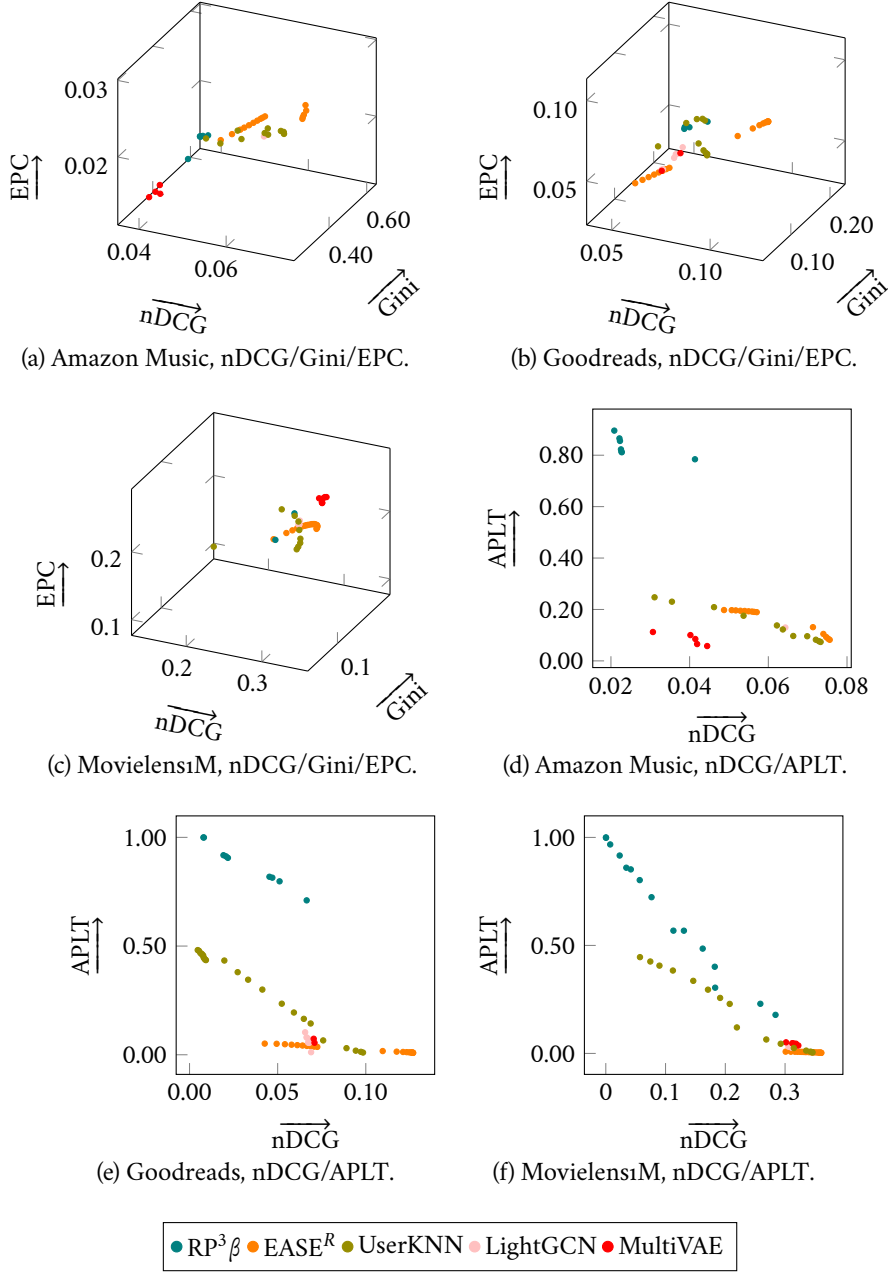 0.03
0.02
EPC
0.04
0.06
0.40
0.60
nDCG
Gini
(a) Amazon Music, nDCG/Gini/EPC.
0.10
0.05
EPC
0.05
0.10
0.10
0.20
nDCG
Gini
(b) Goodreads, nDCG/Gini/EPC.
0.2
0.1
EPC
0.2
0.3
0.1
nDCG
Gini
(c) Movielens1M, nDCG/Gini/EPC.
0.80
0.60
0.40
0.20
0.00
APLT
0.02 0.04 0.06 0.08
nDCG
(d) Amazon Music, nDCG/APLT.
1.00
0.50
0.00
APLT
0.00 0.05 0.10
nDCG
(e) Goodreads, nDCG/APLT.
1.00
0.50
0.00
APLT
0 0.1 0.2 0.3
nDCG
(f) Movielens1M, nDCG/APLT.
RP³β EASEᴿ UserKNN LightGCN MultiVAE